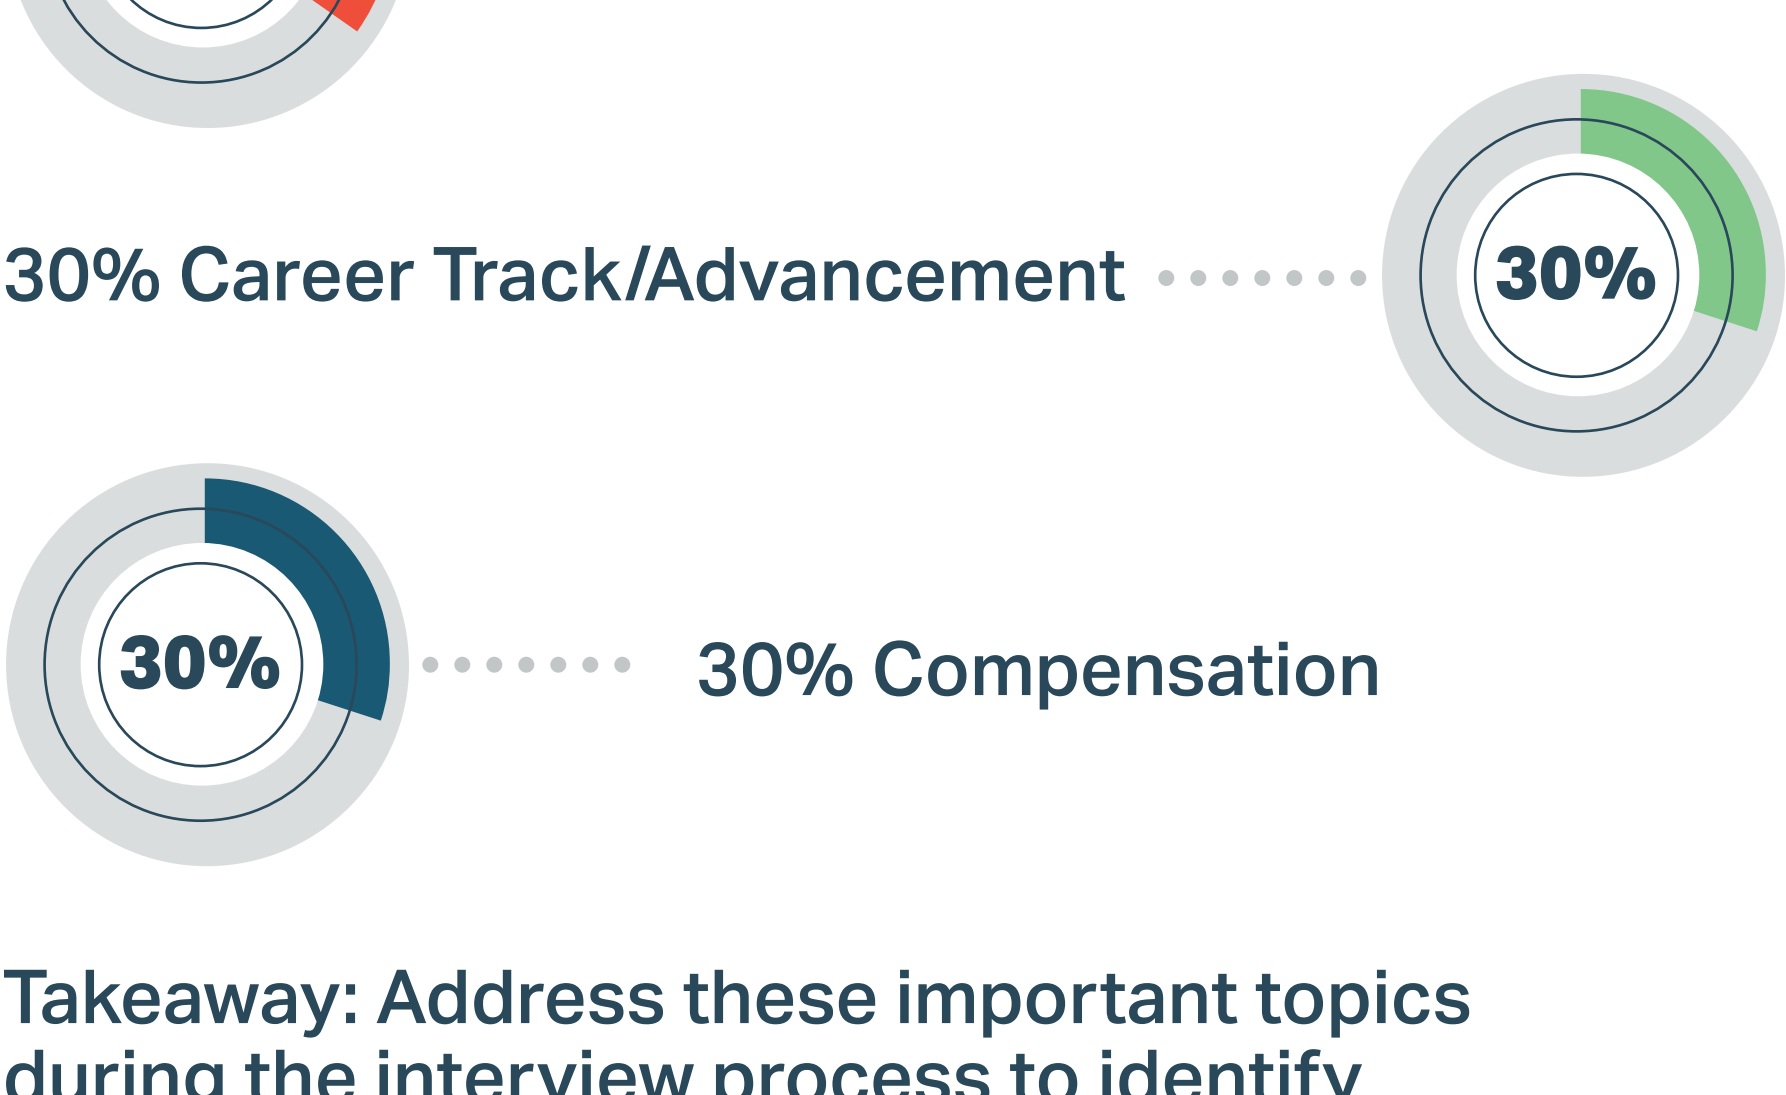 30% Career Track/Advancement
30%
30%
30% Compensation
Takeaway: Address these important topics
during the interview process to identify